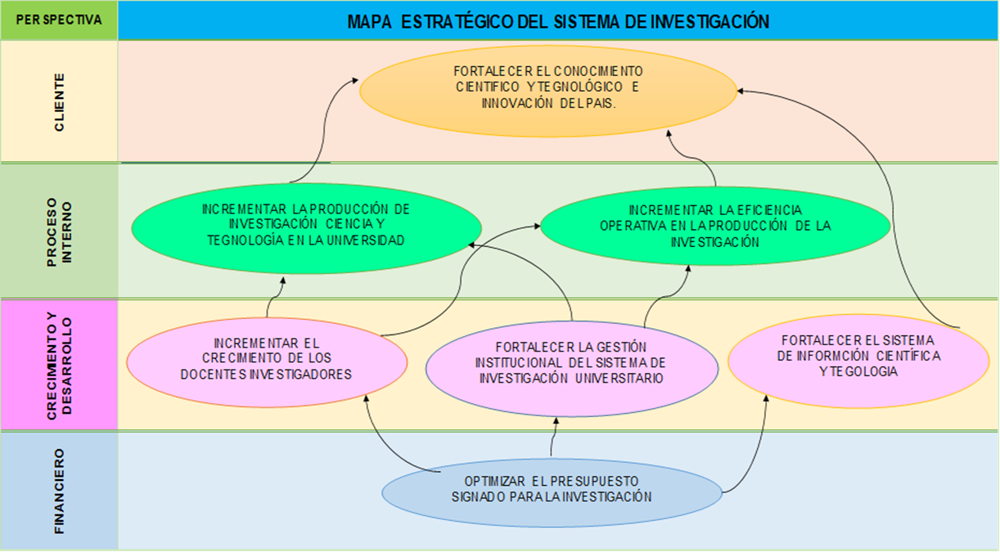 PERSPECTIVA
MAPA ESTRATÉGICO DEL SISTEMA DE INVESTIGACIÓN
CLIENTE
FORTALECER EL CONOCIMIENTO
CIENTIFICO Y TEGNOLÓGICO E
INNOVACIÓN DEL PAIS.
PROCESO
INTERNO
INCREMENTAR LA PRODUCCIÓN DE
INVESTIGACIÓN CIENCIA Y
TEGNOLOGÌA EN LA UNIVERSIDAD
INCREMENTAR LA EFICIENCIA
OPERATIVA EN LA PRODUCCIÓN DE LA
INVESTIGACIÓN
CRECIMIENTO Y
DESARROLLO
INCREMENTAR EL
CRECIMIENTO DE LOS
DOCENTES INVESTIGADORES
FORTALECER LA GESTIÓN
INSTITUCIONAL DEL SISTEMA DE
INVESTIGACIÓN UNIVERSITARIO
FORTALECER EL SISTEMA
DE INFORMCIÓN CIENTÍFICA
Y TEGOLOGIA
FINANCIERO
OPTIMIZAR EL PRESUPUESTO
SIGNADO PARA LA INVESTIGACIÓN